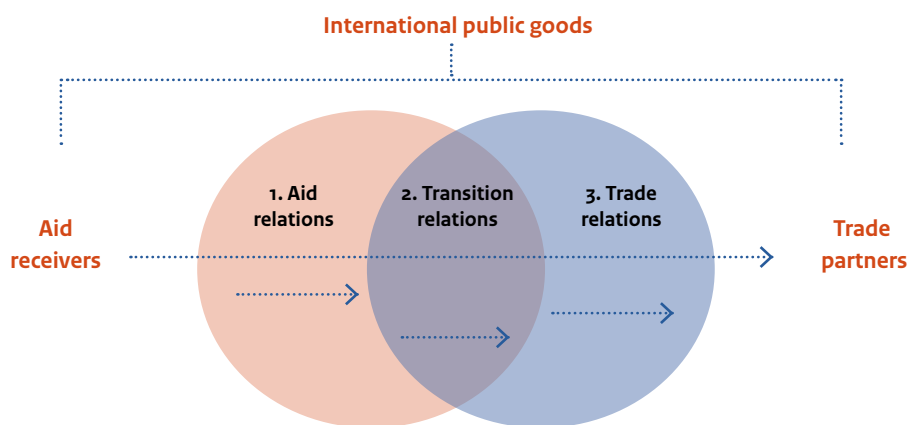 International public goods
1. Aid
relations
2. Transition
relations
3. Trade
relations
Aid
receivers
Trade
partners